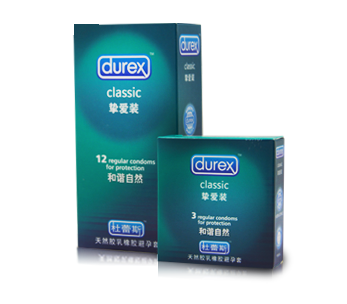 durex
classic
挚爱装
12 regular condoms
for protection
和谐自然
杜蕾斯
天然胶乳橡胶避孕套
durex
classic
挚爱装
3 regular condoms
for protection
和谐自然
杜蕾斯
天然胶乳橡胶避孕套